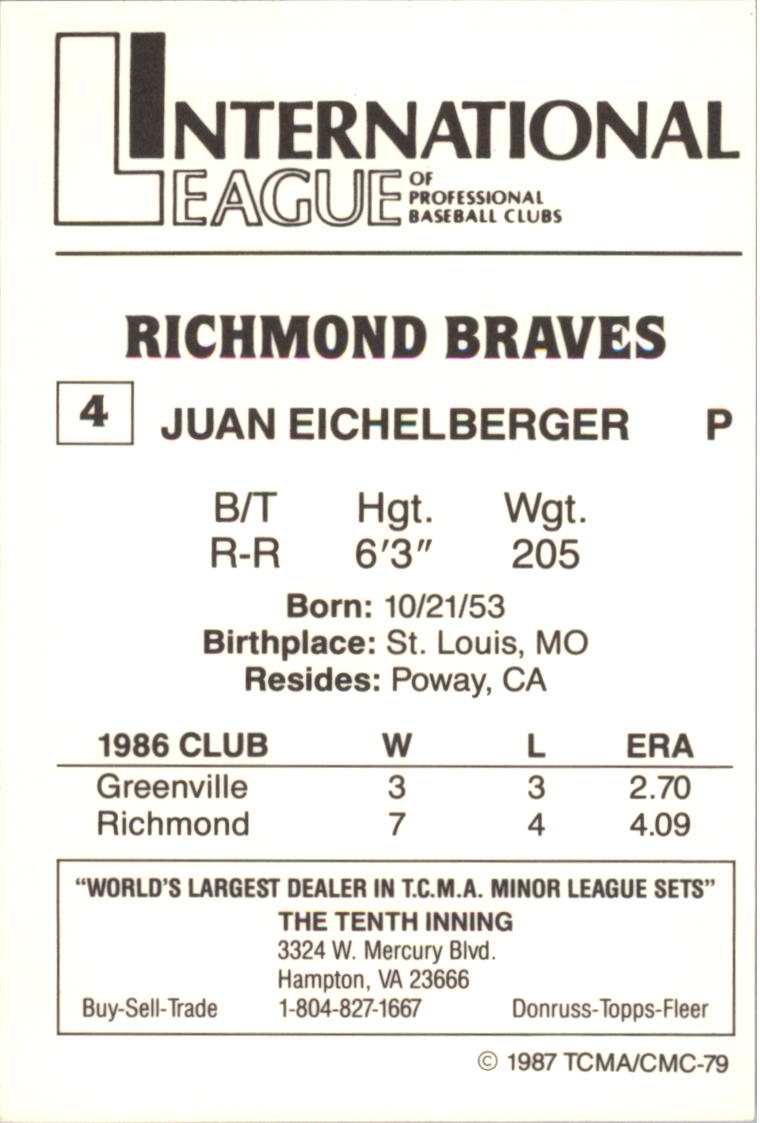 INTERNATIONAL
LEAGUE OF
PROFESSIONAL
BASEBALL CLUBS
RICHMOND BRAVES
4 JUAN EICHELBERGER P
B/T Hgt. Wgt.
R-R 6'3" 205
Born: 10/21/53
Birthplace: St. Louis, MO
Resides: Poway, CA
1986 CLUB W L ERA
Greenville 3 3 2.70
Richmond 7 4 4.09
"WORLD'S LARGEST DEALER IN T.C.M.A. MINOR LEAGUE SETS"
THE TENTH INNING
3324 W. Mercury Blvd.
Hampton, VA 23666
Buy-Sell-Trade 1-804-827-1667 Donruss-Topps-Fleer
© 1987 TCMA/CMC-79